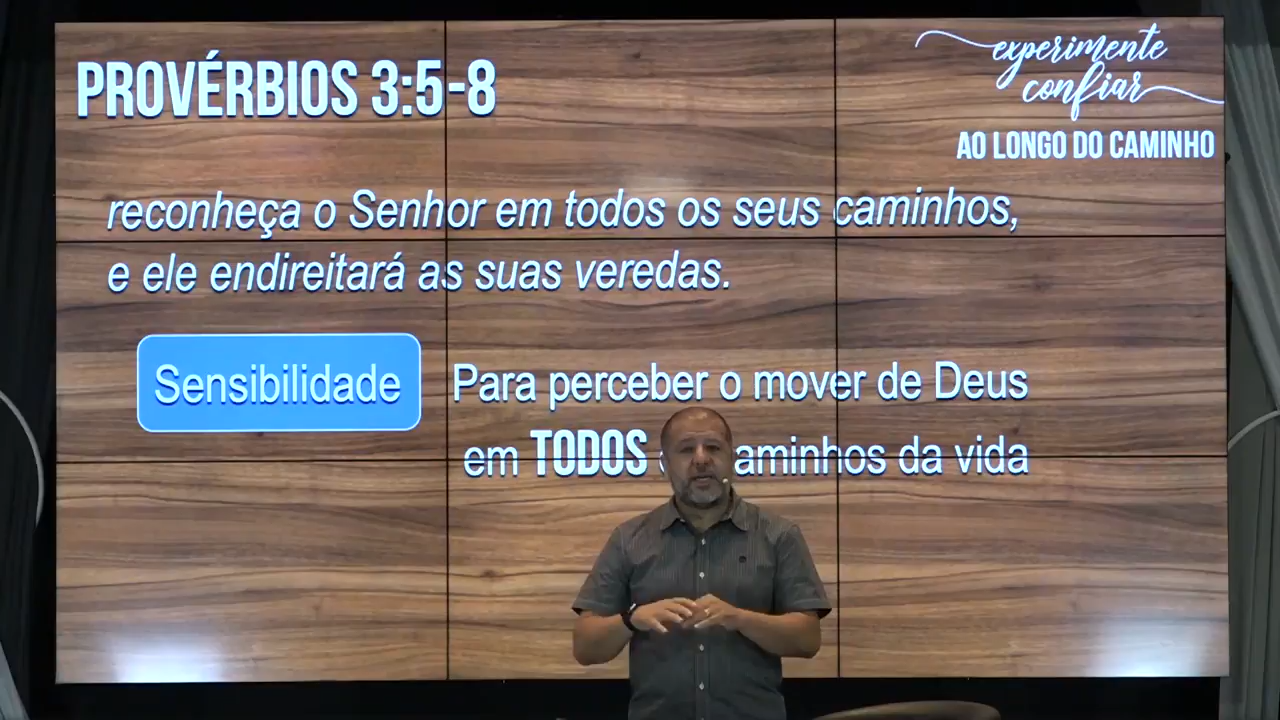 PROVÉRBIOS 3:5-8
experimente
confiar
AO LONGO DO CAMINHO
reconheça o Senhor em todos os seus caminhos,
e ele endireitará as suas veredas.
Sensibilidade
Para perceber o mover de Deus
em TODOS aminhos da vida